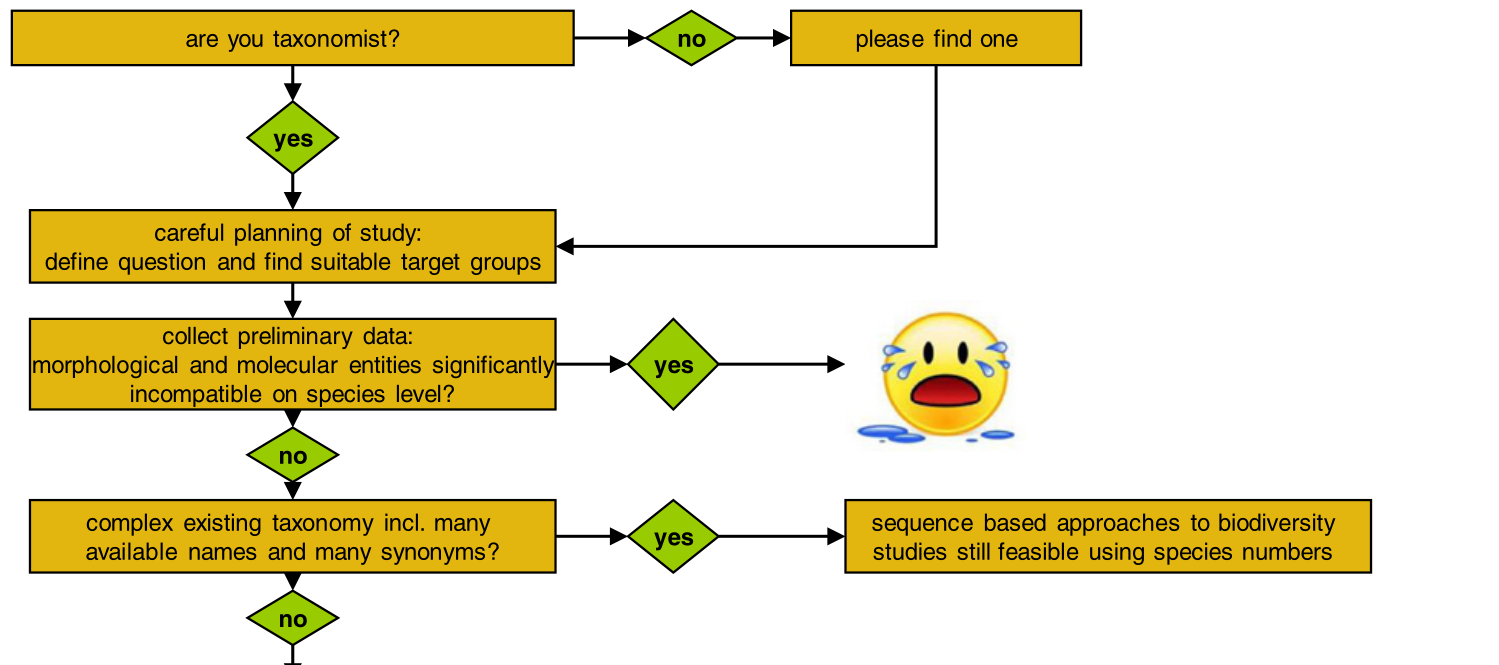 are you taxonomist?
no
please find one
yes
careful planning of study:
define question and find suitable target groups
collect preliminary data:
morphological and molecular entities significantly
incompatible on species level?
yes
no
complex existing taxonomy incl. many
available names and many synonyms?
yes
sequence based approaches to biodiversity
studies still feasible using species numbers
no